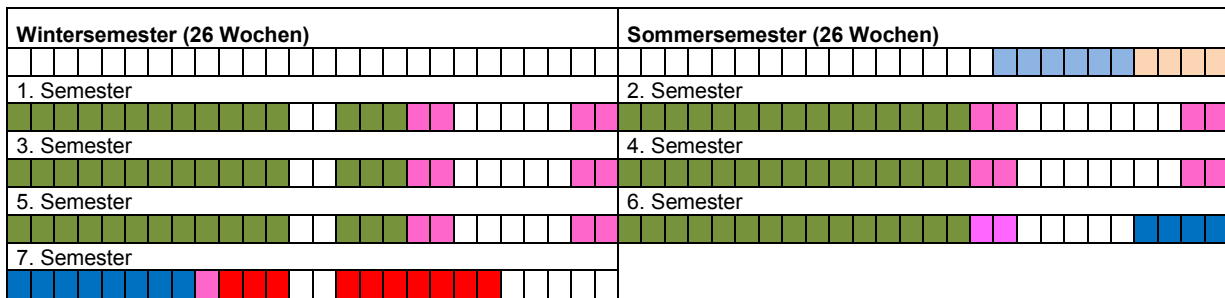 Wintersemester (26 Wochen)
Sommersemester (26 Wochen)
1. Semester
2. Semester
3. Semester
4. Semester
5. Semester
6. Semester
7. Semester